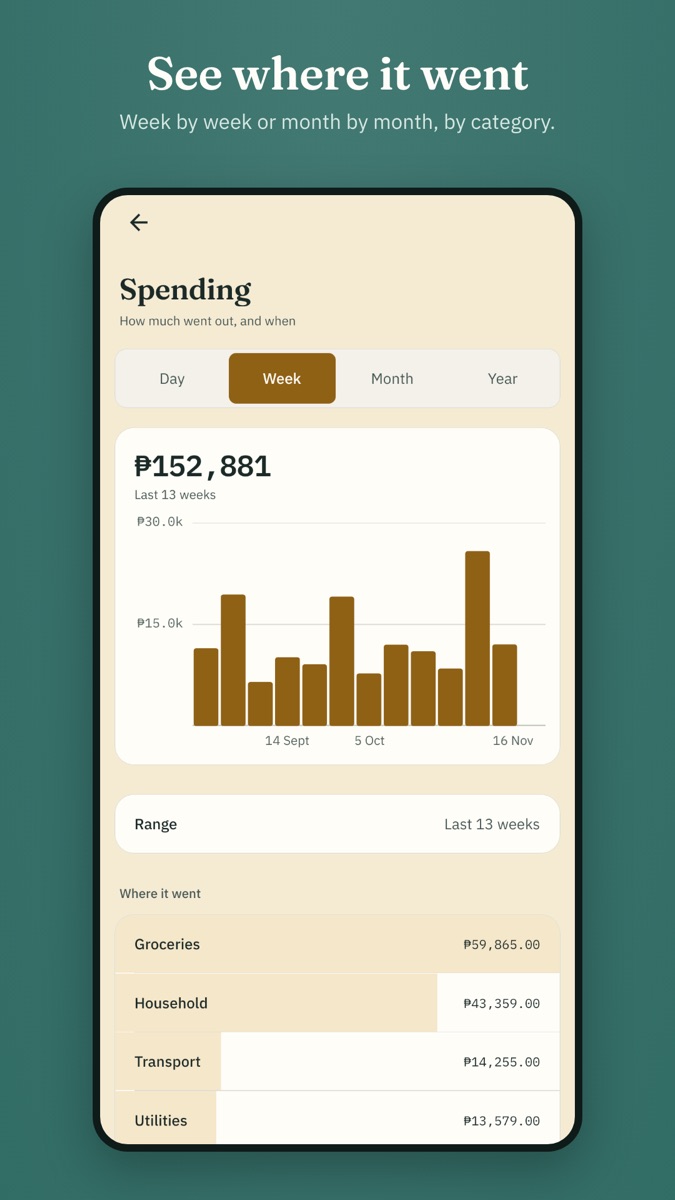 See where it went
Week by week or month by month, by category.
Spending
How much went out, and when
Day Week Month Year
₱152,881
Last 13 weeks
₱30.0k
₱15.0k
14 Sept 5 Oct 16 Nov
Range Last 13 weeks
Where it went
Groceries ₱59,865.00
Household ₱43,359.00
Transport ₱14,255.00
Utilities ₱13,579.00